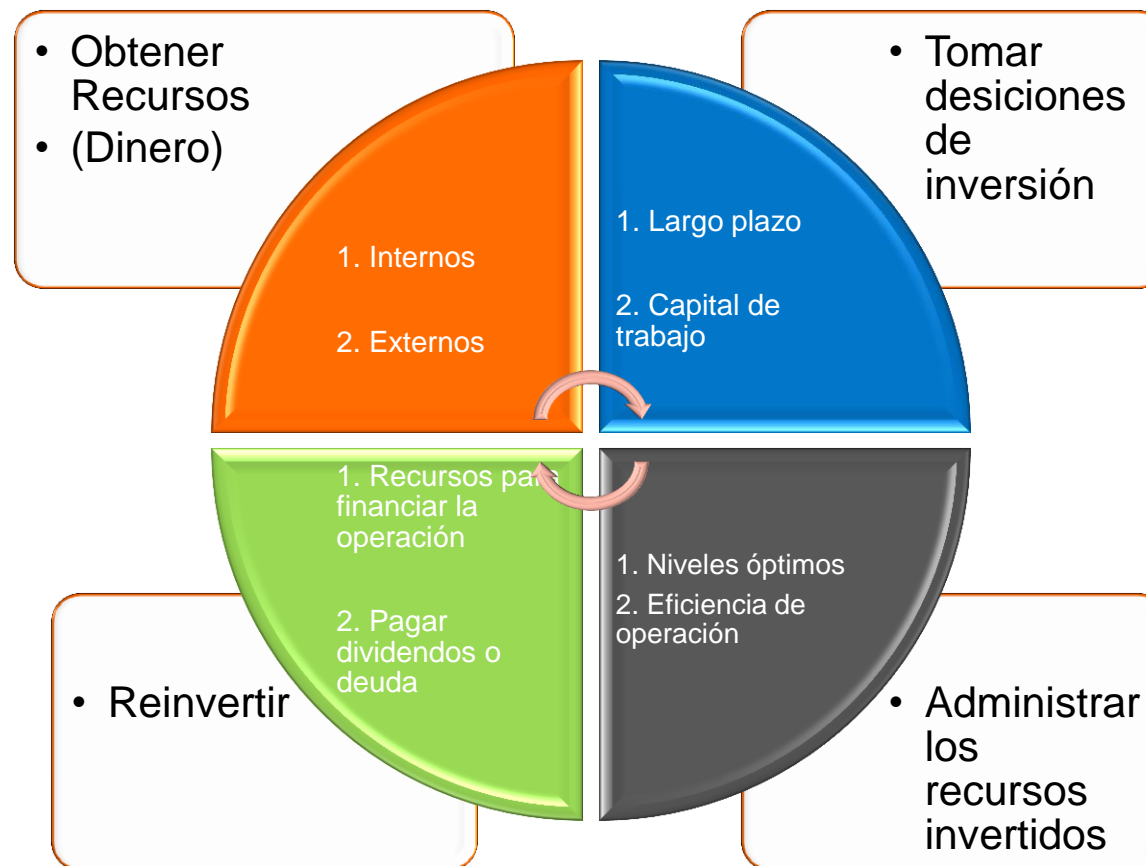 • Obtener
Recursos
• (Dinero)
1. Internos
2. Externos
• Tomar
desiciones
de
inversión
1. Largo plazo
2. Capital de
trabajo
1. Recursos para
financiar la
operación
2. Pagar
dividendos o
deuda
• Reinvertir
1. Niveles óptimos
2. Eficiencia de
operación
• Administrar
los
recursos
invertidos